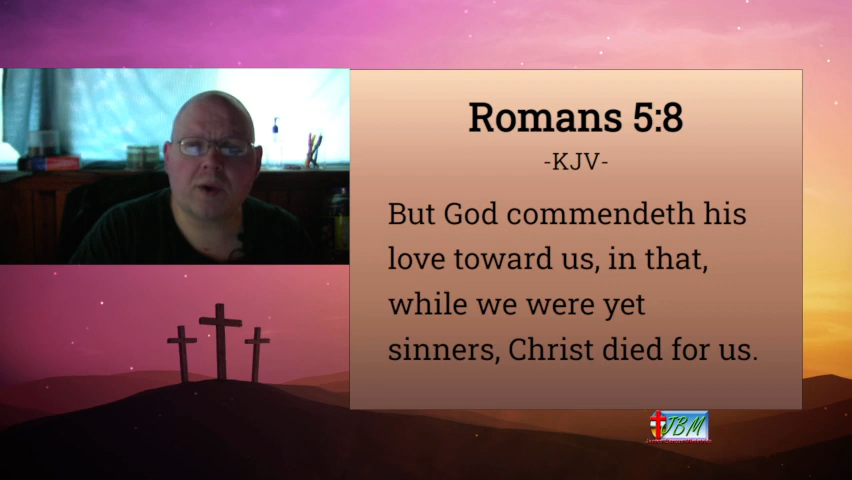 Romans 5:8
-KJV-
But God commendeth his
love toward us, in that,
while we were yet
sinners, Christ died for us.
JBM